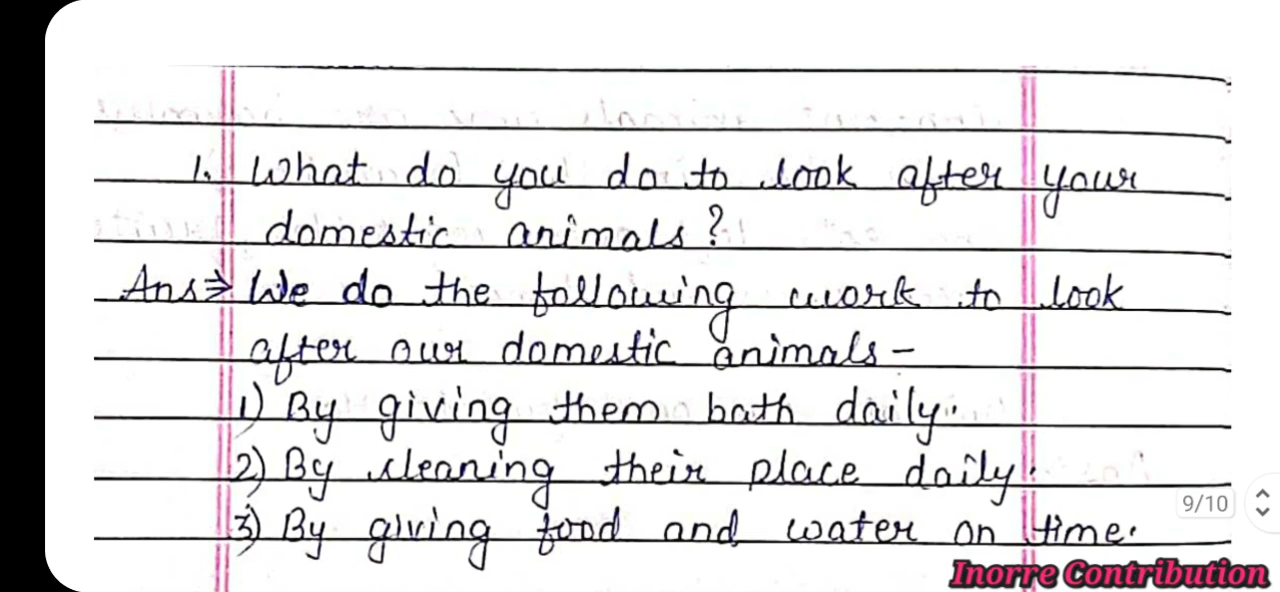 1. What do you do to look after your
domestic animals?
Ans⇒ We do the following work to look
after our domestic animals -
1) By giving them bath daily.
2) By cleaning their place daily.
3) By giving food and water on time.
9/10
Inorre Contribution